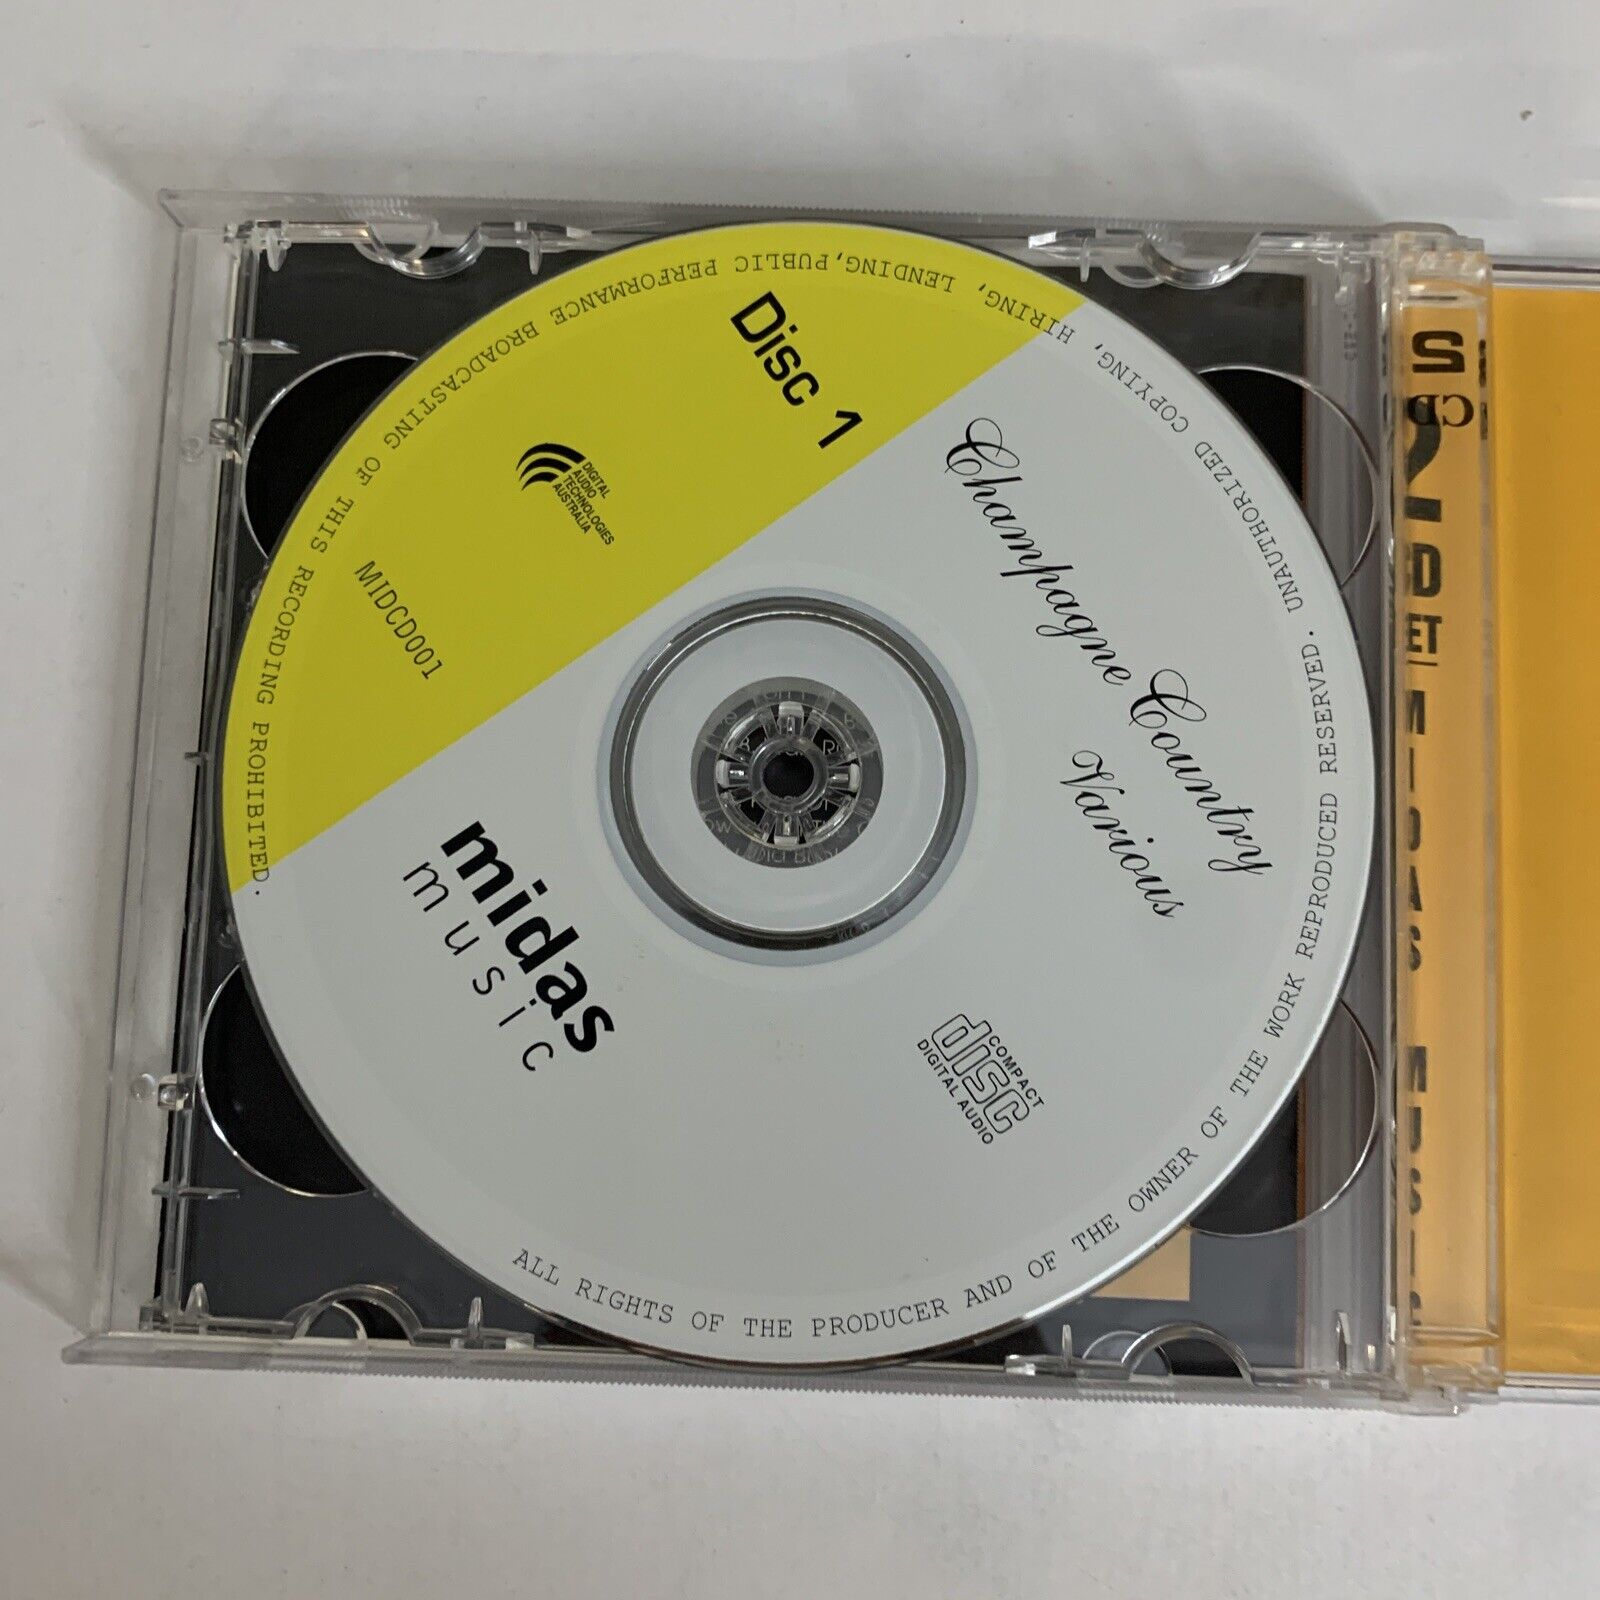 Disc 1
Champagne Country
Various
DIGITAL
AUDIO
TECHNOLOGIES
AUSTRALIA
MIDCD001
midas
music
COMPACT
disc
DIGITAL AUDIO
ALL RIGHTS OF THE PRODUCER AND OF THE OWNER OF THE WORK REPRODUCED RESERVED. UNAUTHORIZED COPYING, HIRING, LENDING, PUBLIC PERFORMANCE BROADCASTING OF THIS RECORDING PROHIBITED.
2
CD